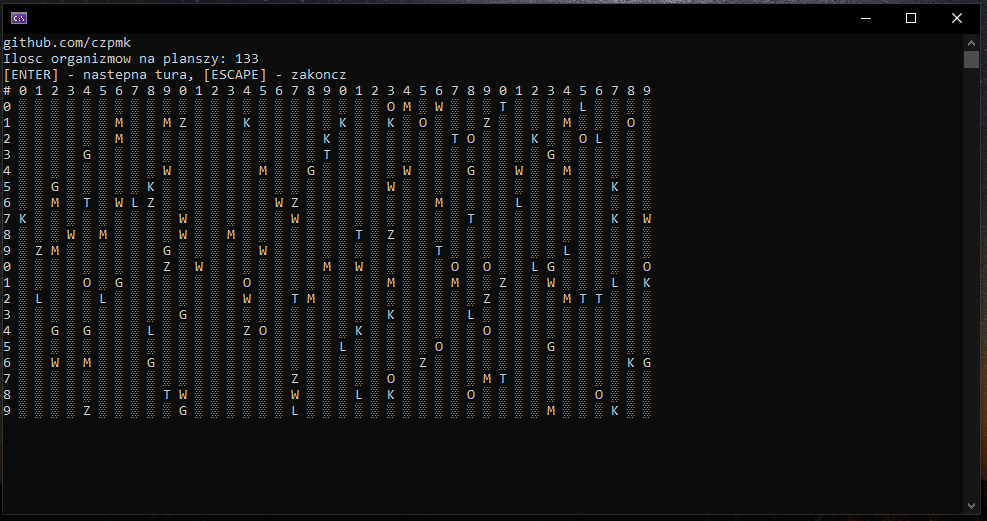 github.com/czpmk
Ilosc organizmow na planszy: 133
[ENTER] - nastepna tura, [ESCAPE] - zakoncz
# 0 1 2 3 4 5 6 7 8 9 0 1 2 3 4 5 6 7 8 9 0 1 2 3 4 5 6 7 8 9 0 1 2 3 4 5 6 7 8 9
0 O M W T L
1 M M Z K K K O Z M O
2 M K T O K O L
3 G T G
4 W M G W G W M
5 G K W K
6 M T W L Z W Z M L
7 K W W T K W
8 W M W M T Z
9 Z M G W T L
0 Z W M W O O L G O
1 O G O M M Z W L K
2 L L W T M Z M T T
3 G K L
4 G G L Z O K O
5 L O G
6 W M G Z K G
7 Z O M T
8 T W W L K O O
9 Z G L M K